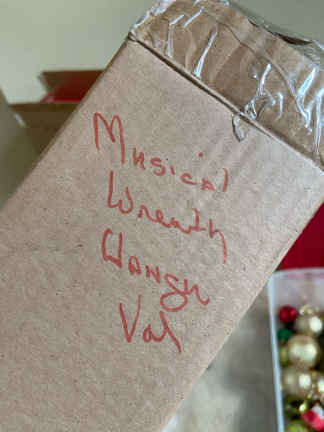 Musical
Wreath
Hanger
Val